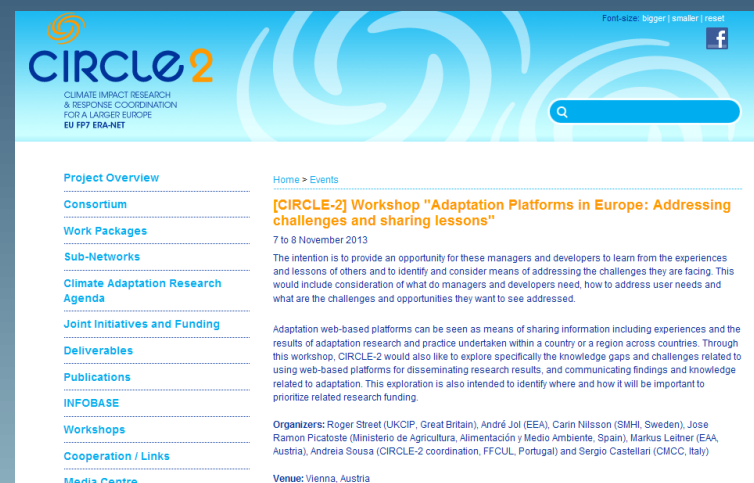 Font-size: bigger | smaller | reset
f
CIRCLE 2
CLIMATE IMPACT RESEARCH
& RESPONSE COORDINATION
FOR A LARGER EUROPE
EU FP7 ERA-NET
Project Overview
Consortium
Work Packages
Sub-Networks
Climate Adaptation Research
Agenda
Joint Initiatives and Funding
Deliverables
Publications
INFOBASE
Workshops
Cooperation / Links
Media Centre
Home > Events
[CIRCLE-2] Workshop "Adaptation Platforms in Europe: Addressing
challenges and sharing lessons"
7 to 8 November 2013
The intention is to provide an opportunity for these managers and developers to learn from the experiences
and lessons of others and to identify and consider means of addressing the challenges they are facing. This
would include consideration of what do managers and developers need, how to address user needs and
what are the challenges and opportunities they want to see addressed.
Adaptation web-based platforms can be seen as means of sharing information including experiences and the
results of adaptation research and practice undertaken within a country or a region across countries. Through
this workshop, CIRCLE-2 would also like to explore specifically the knowledge gaps and challenges related to
using web-based platforms for disseminating research results, and communicating findings and knowledge
related to adaptation. This exploration is also intended to identify where and how it will be important to
prioritize related research funding.
Organizers: Roger Street (UKCIP, Great Britain), André Jol (EEA), Carin Nilsson (SMHI, Sweden), Jose
Ramon Picatoste (Ministerio de Agricultura, Alimentación y Medio Ambiente, Spain), Markus Leitner (EAA,
Austria), Andreia Sousa (CIRCLE-2 coordination, FFCUL, Portugal) and Sergio Castellari (CMCC, Italy)
Venue: Vienna, Austria